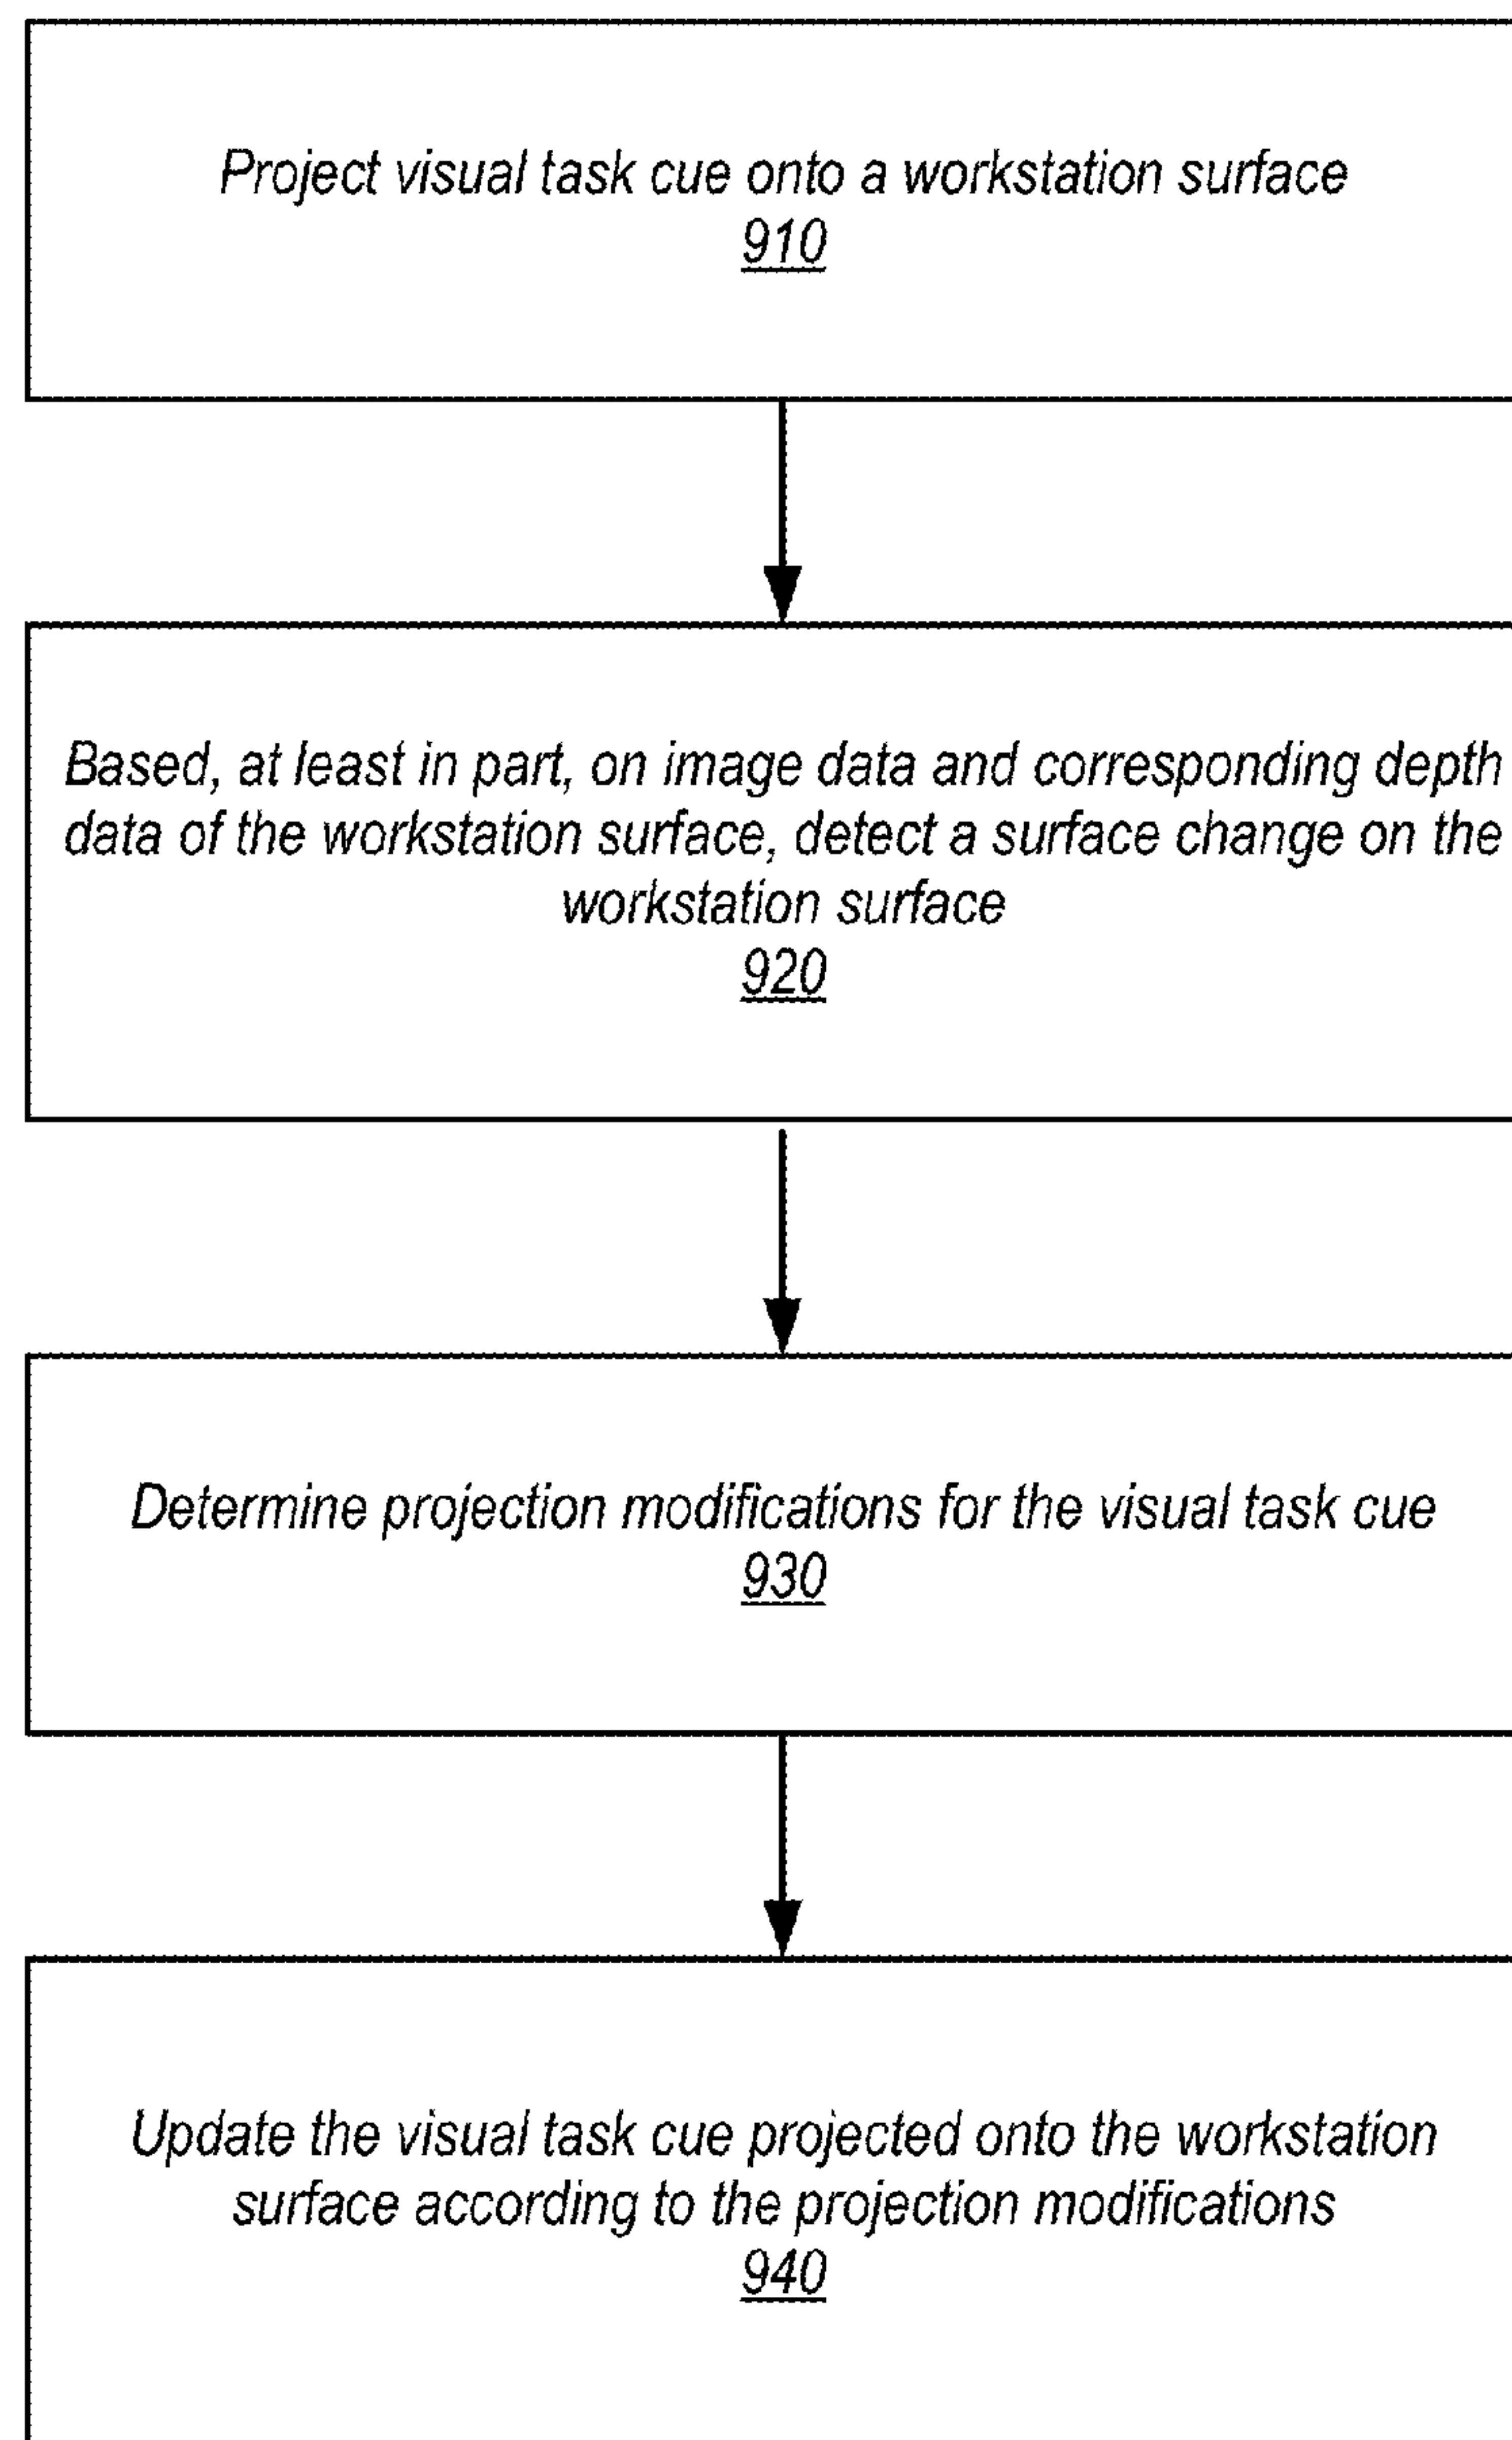 Project visual task cue onto a workstation surface
910
Based, at least in part, on image data and corresponding depth
data of the workstation surface, detect a surface change on the
workstation surface
920
Determine projection modifications for the visual task cue
930
Update the visual task cue projected onto the workstation
surface according to the projection modifications
940